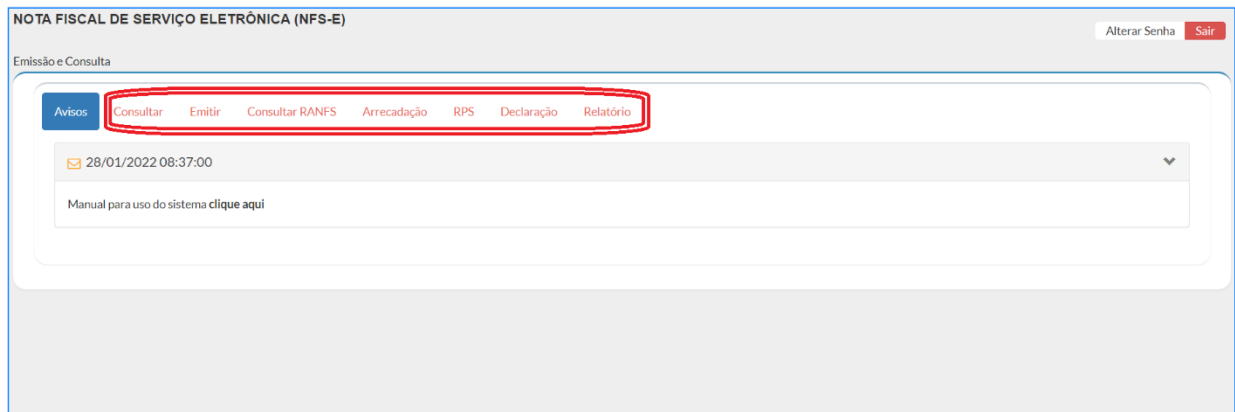 NOTA FISCAL DE SERVIÇO ELETRÔNICA (NFS-E)
Alterar Senha Sair
Emissão e Consulta
Avisos Consultar Emitir Consultar RANFS Arrecadação RPS Declaração Relatório
28/01/2022 08:37:00
Manual para uso do sistema clique aqui